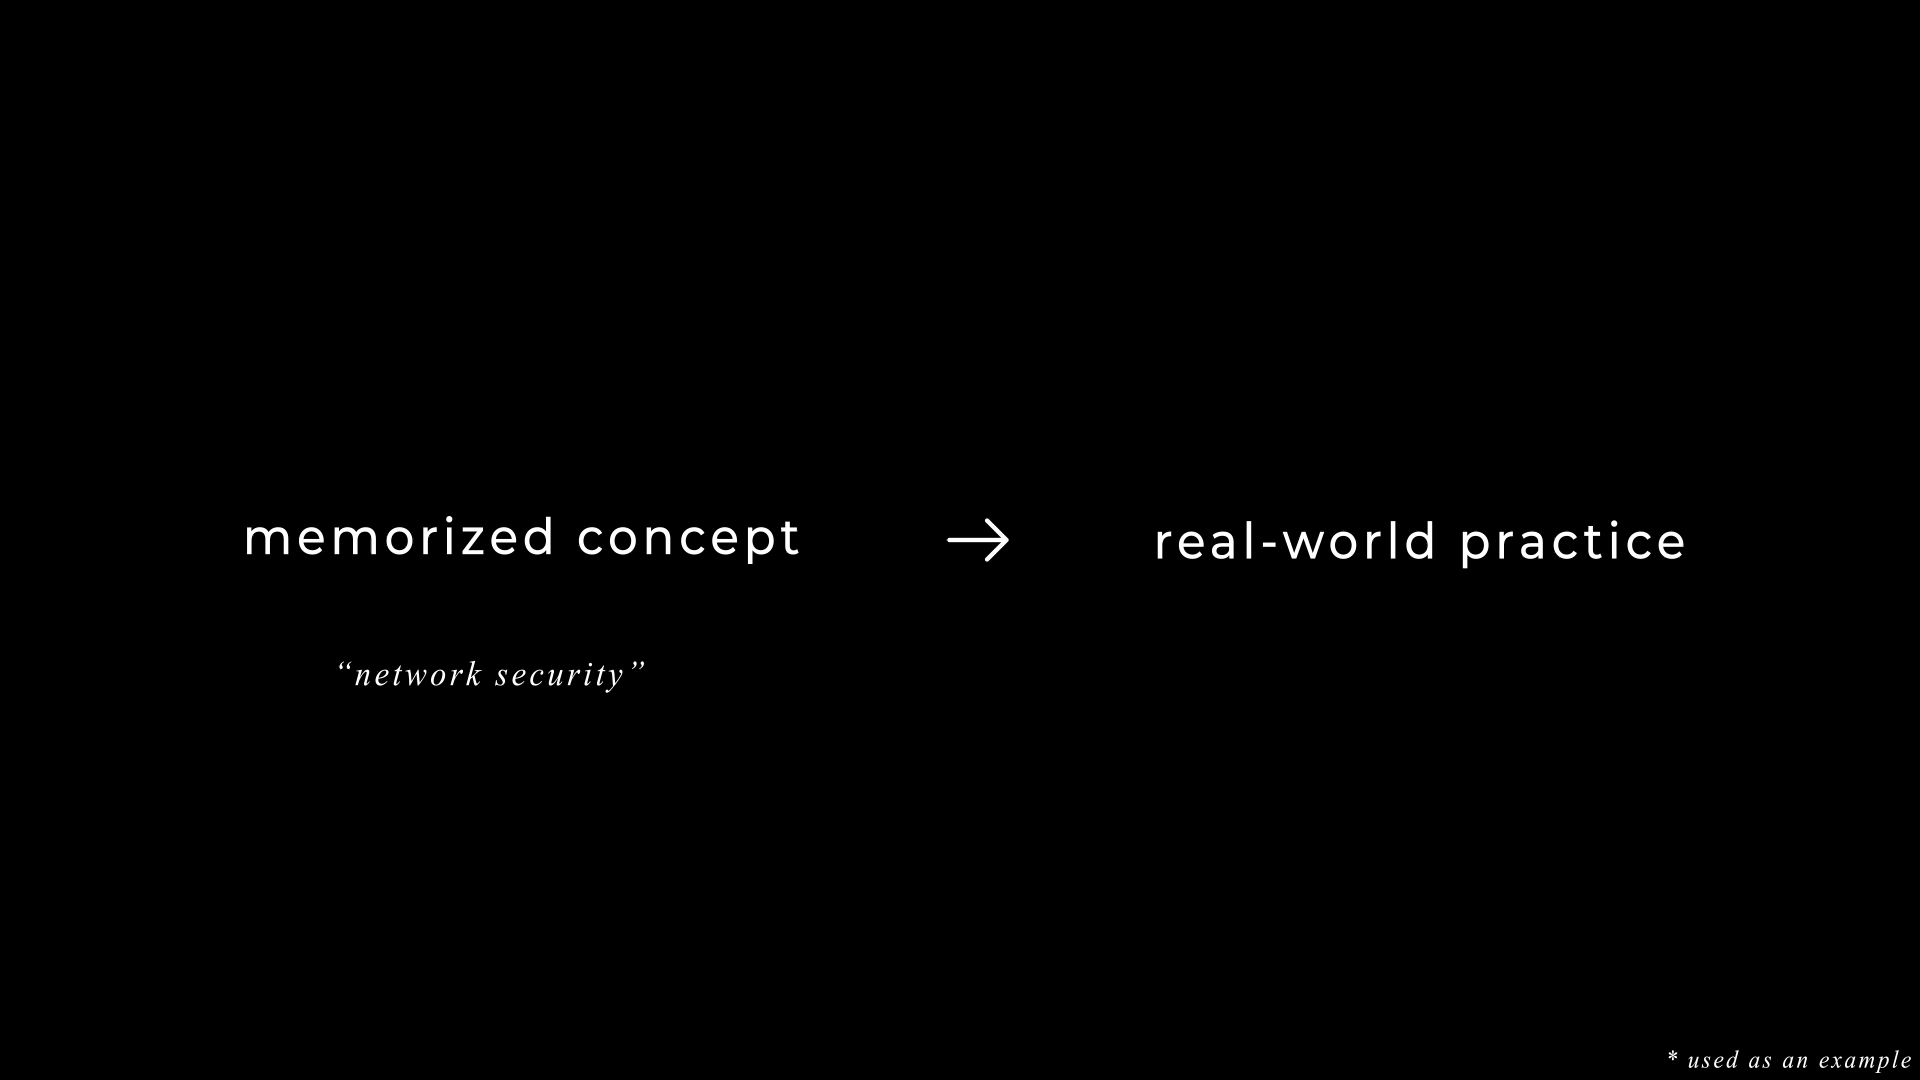 memorized concept → real-world practice
“network security”
* used as an example